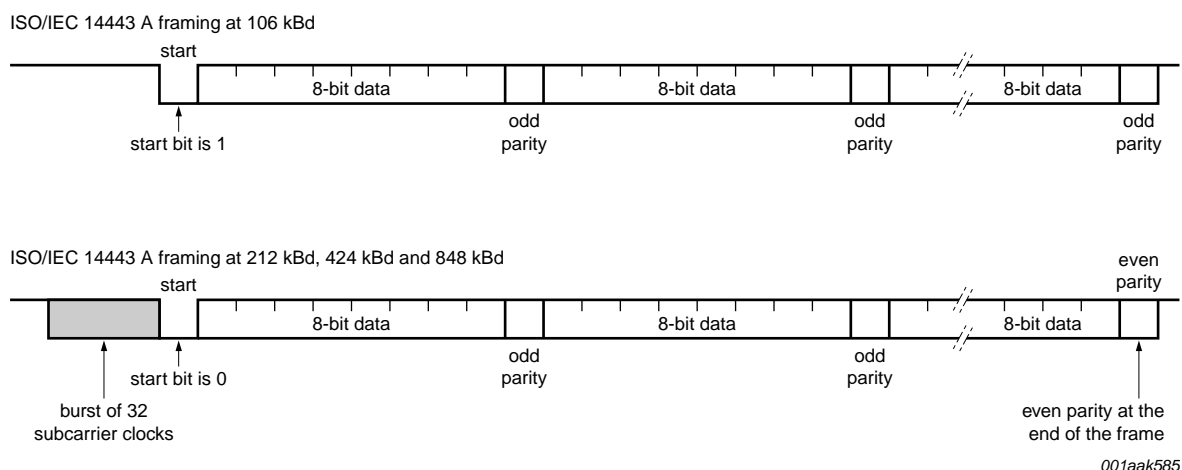 ISO/IEC 14443 A framing at 106 kBd
start
8-bit data
8-bit data
8-bit data
start bit is 1
odd
parity
odd
parity
odd
parity
ISO/IEC 14443 A framing at 212 kBd, 424 kBd and 848 kBd
even
parity
start
8-bit data
8-bit data
8-bit data
start bit is 0
odd
parity
odd
parity
burst of 32
subcarrier clocks
even parity at the
end of the frame
001aak585